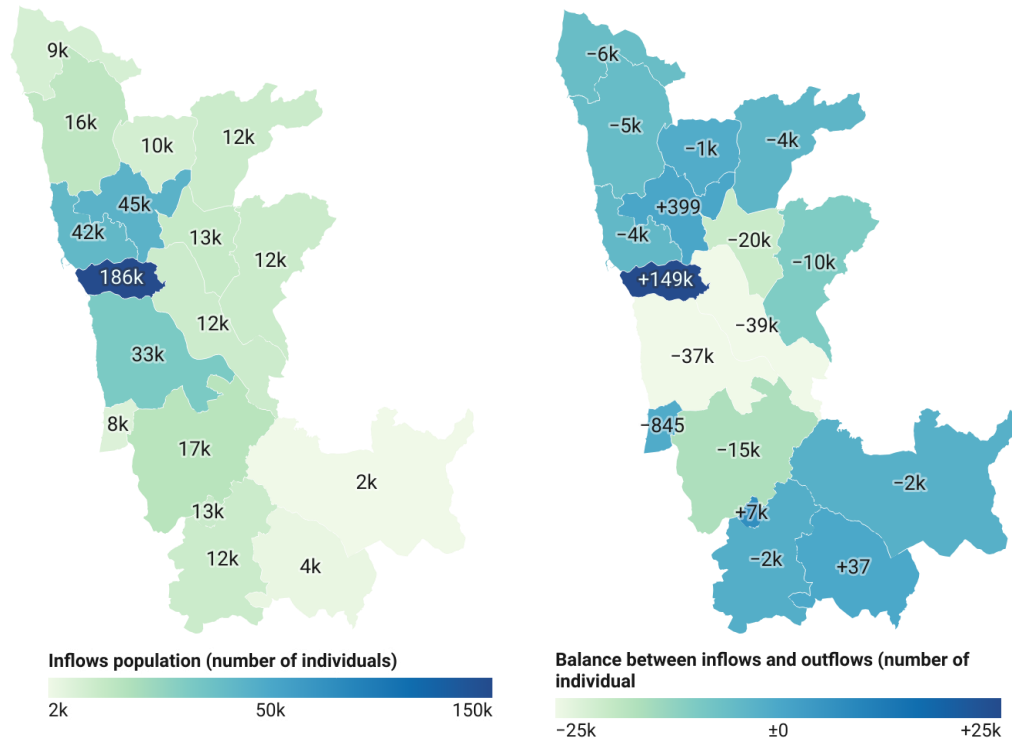 9k
16k
10k
12k
45k
42k
13k
12k
186k
12k
33k
8k
17k
2k
13k
12k
4k
Inflows population (number of individuals)
2k 50k 150k
−6k
−5k
−1k
−4k
+399
−4k
−20k
−10k
+149k
−39k
−37k
−845
−15k
−2k
+7k
−2k
+37
Balance between inflows and outflows (number of
individual
−25k ±0 +25k